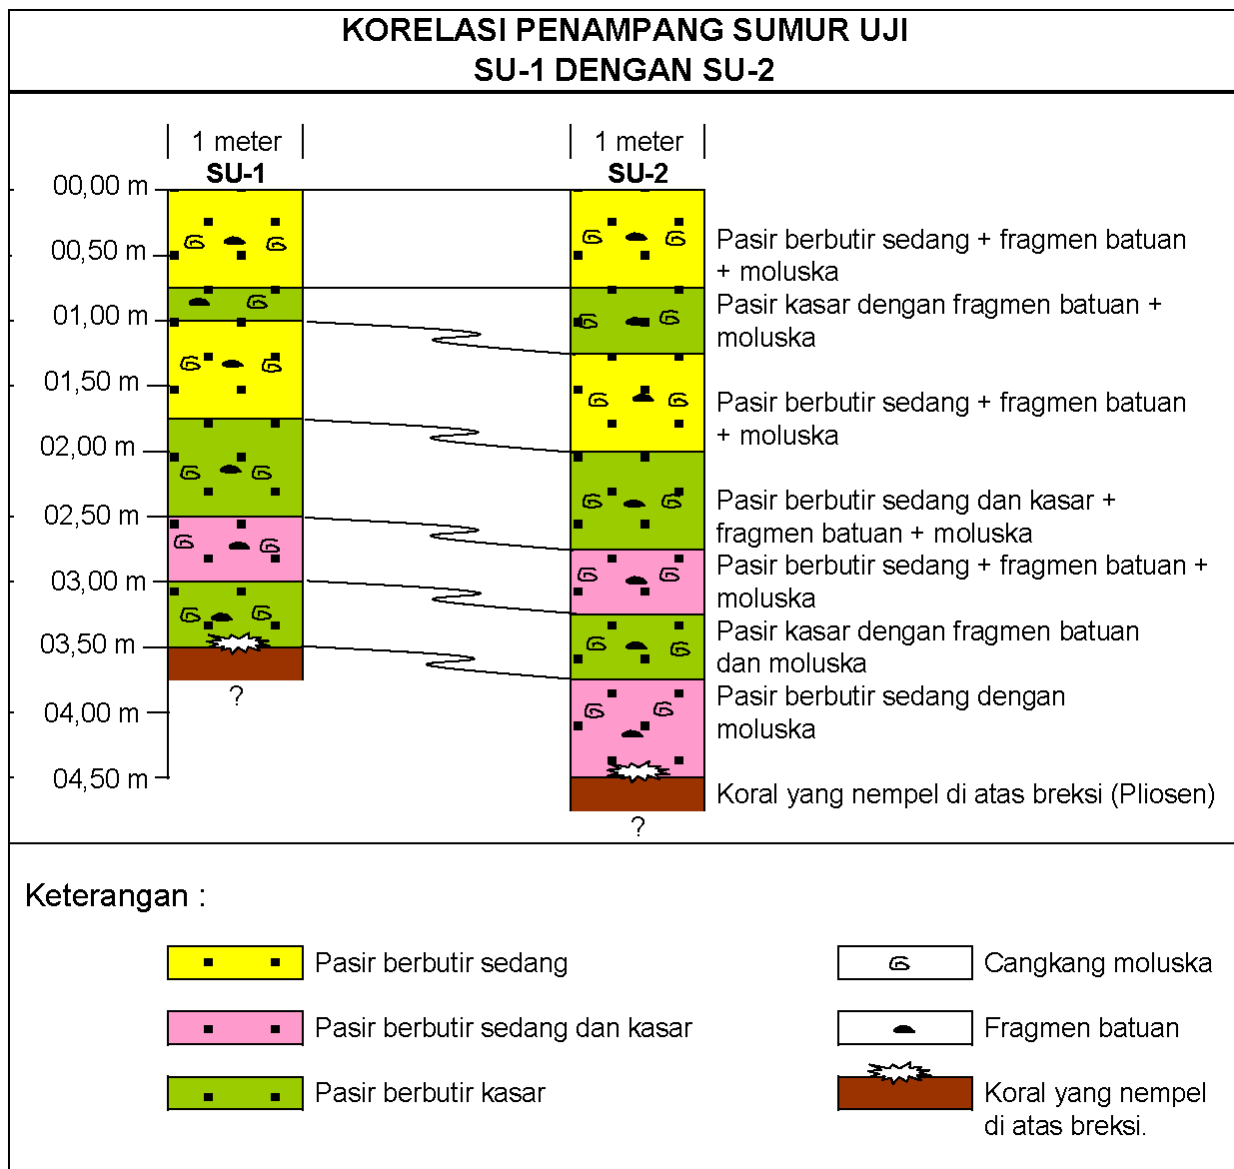 KORELASI PENAMPANG SUMUR UJI
SU-1 DENGAN SU-2
1 meter
SU-1
1 meter
SU-2
00,00 m
00,50 m
01,00 m
01,50 m
02,00 m
02,50 m
03,00 m
03,50 m
04,00 m
04,50 m
?
?
Pasir berbutir sedang + fragmen batuan
+ moluska
Pasir kasar dengan fragmen batuan +
moluska
Pasir berbutir sedang + fragmen batuan
+ moluska
Pasir berbutir sedang dan kasar +
fragmen batuan + moluska
Pasir berbutir sedang + fragmen batuan +
moluska
Pasir kasar dengan fragmen batuan
dan moluska
Pasir berbutir sedang dengan
moluska
Koral yang nempel di atas breksi (Pliosen)
Keterangan :
Pasir berbutir sedang
Pasir berbutir sedang dan kasar
Pasir berbutir kasar
Cangkang moluska
Fragmen batuan
Koral yang nempel
di atas breksi.